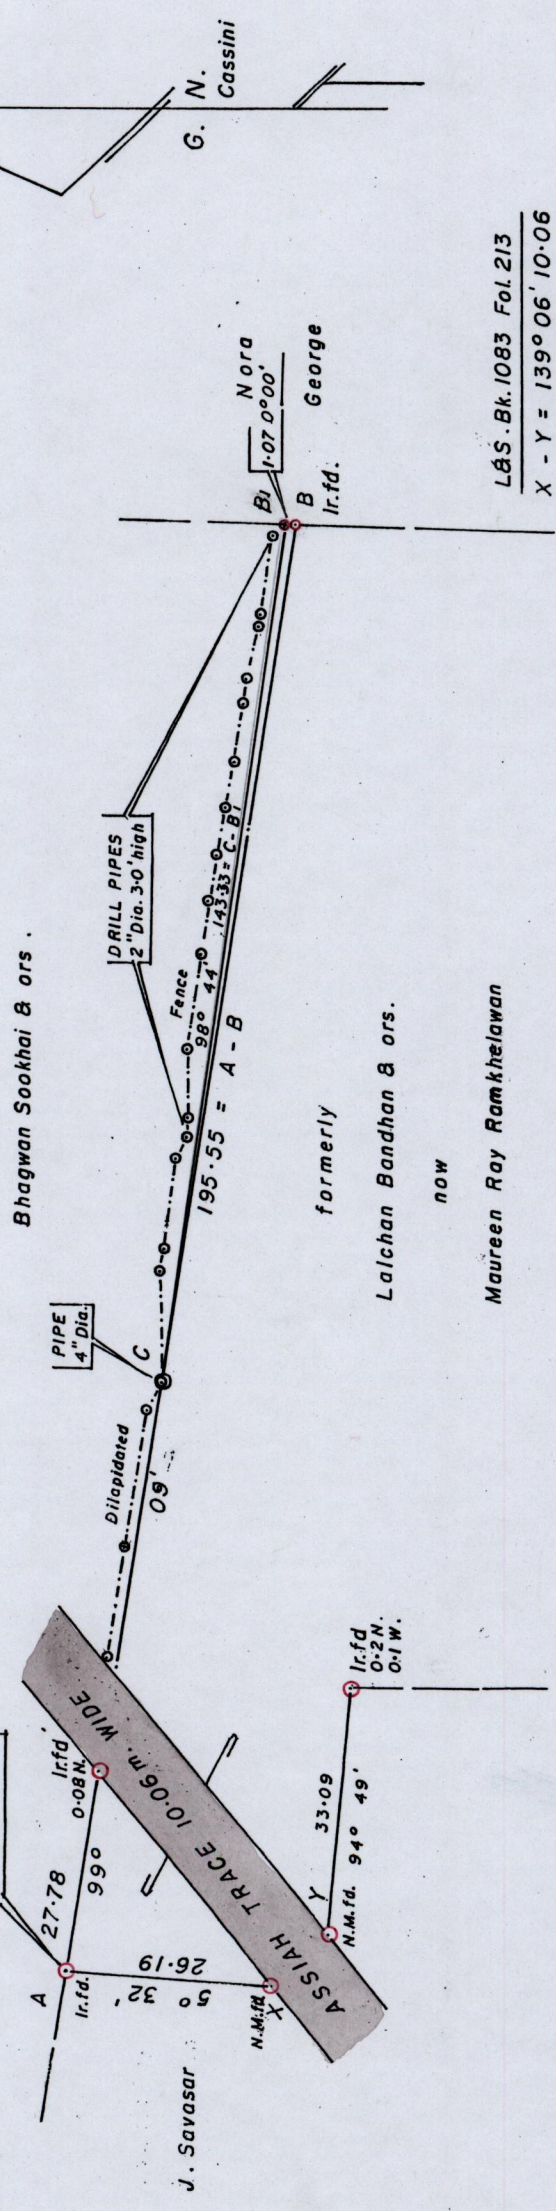 Bhagwan Sookhai & ors.
G. N.
Cassini
Nora
1·07 0°00'
George
B1
B
Ir.fd.
DRILL PIPES
2" Dia. 3·0' high
Fence
98° 44'
143·33 = C - B1
195·55 = A - B
PIPE
4" Dia.
C
Dilapidated
09'
A
Ir.fd.
27·78
99°
Ir.fd
0·08 N.
26·19
5° 32'
J. Savasar
N.M.fd.
X
ASSIAH TRACE 10·06 m. WIDE
Y
N.M.fd.
33·09
94° 49'
Ir.fd
0·2 N.
0·1 W.
formerly
Lalchan Bandhan & ors.
now
Maureen Ray Ramkhelawan
L&S. Bk. 1083 Fol. 213
X - Y = 139° 06' 10·06